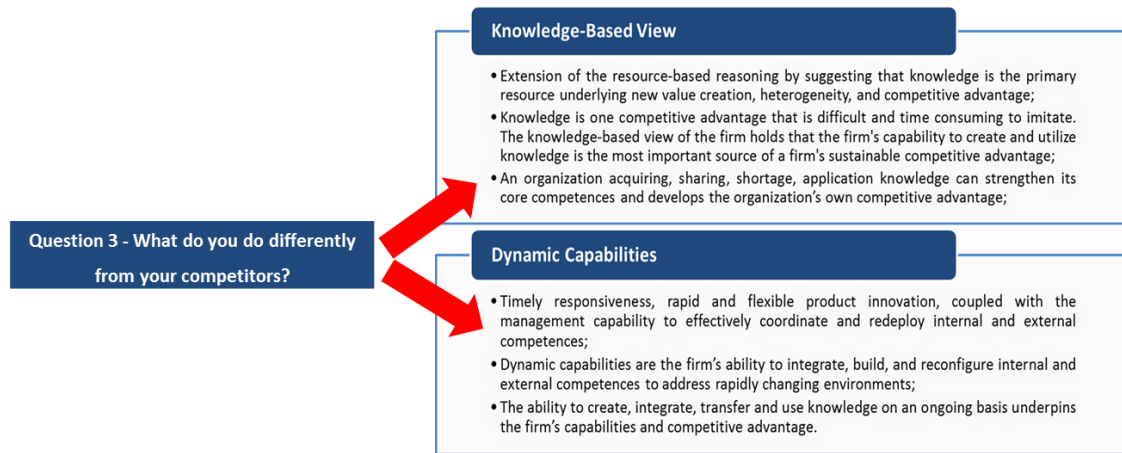 Knowledge-Based View
• Extension of the resource-based reasoning by suggesting that knowledge is the primary
resource underlying new value creation, heterogeneity, and competitive advantage;
• Knowledge is one competitive advantage that is difficult and time consuming to imitate.
The knowledge-based view of the firm holds that the firm's capability to create and utilize
knowledge is the most important source of a firm's sustainable competitive advantage;
• An organization acquiring, sharing, shortage, application knowledge can strengthen its
core competences and develops the organization’s own competitive advantage;
Question 3 - What do you do differently
from your competitors?
Dynamic Capabilities
• Timely responsiveness, rapid and flexible product innovation, coupled with the
management capability to effectively coordinate and redeploy internal and external
competences;
• Dynamic capabilities are the firm’s ability to integrate, build, and reconfigure internal and
external competences to address rapidly changing environments;
• The ability to create, integrate, transfer and use knowledge on an ongoing basis underpins
the firm’s capabilities and competitive advantage.